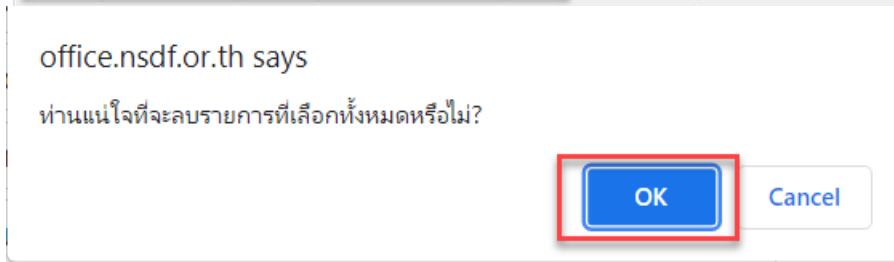 office.nsdf.or.th says
ท่านแน่ใจที่จะลบรายการที่เลือกทั้งหมดหรือไม่?
OK Cancel